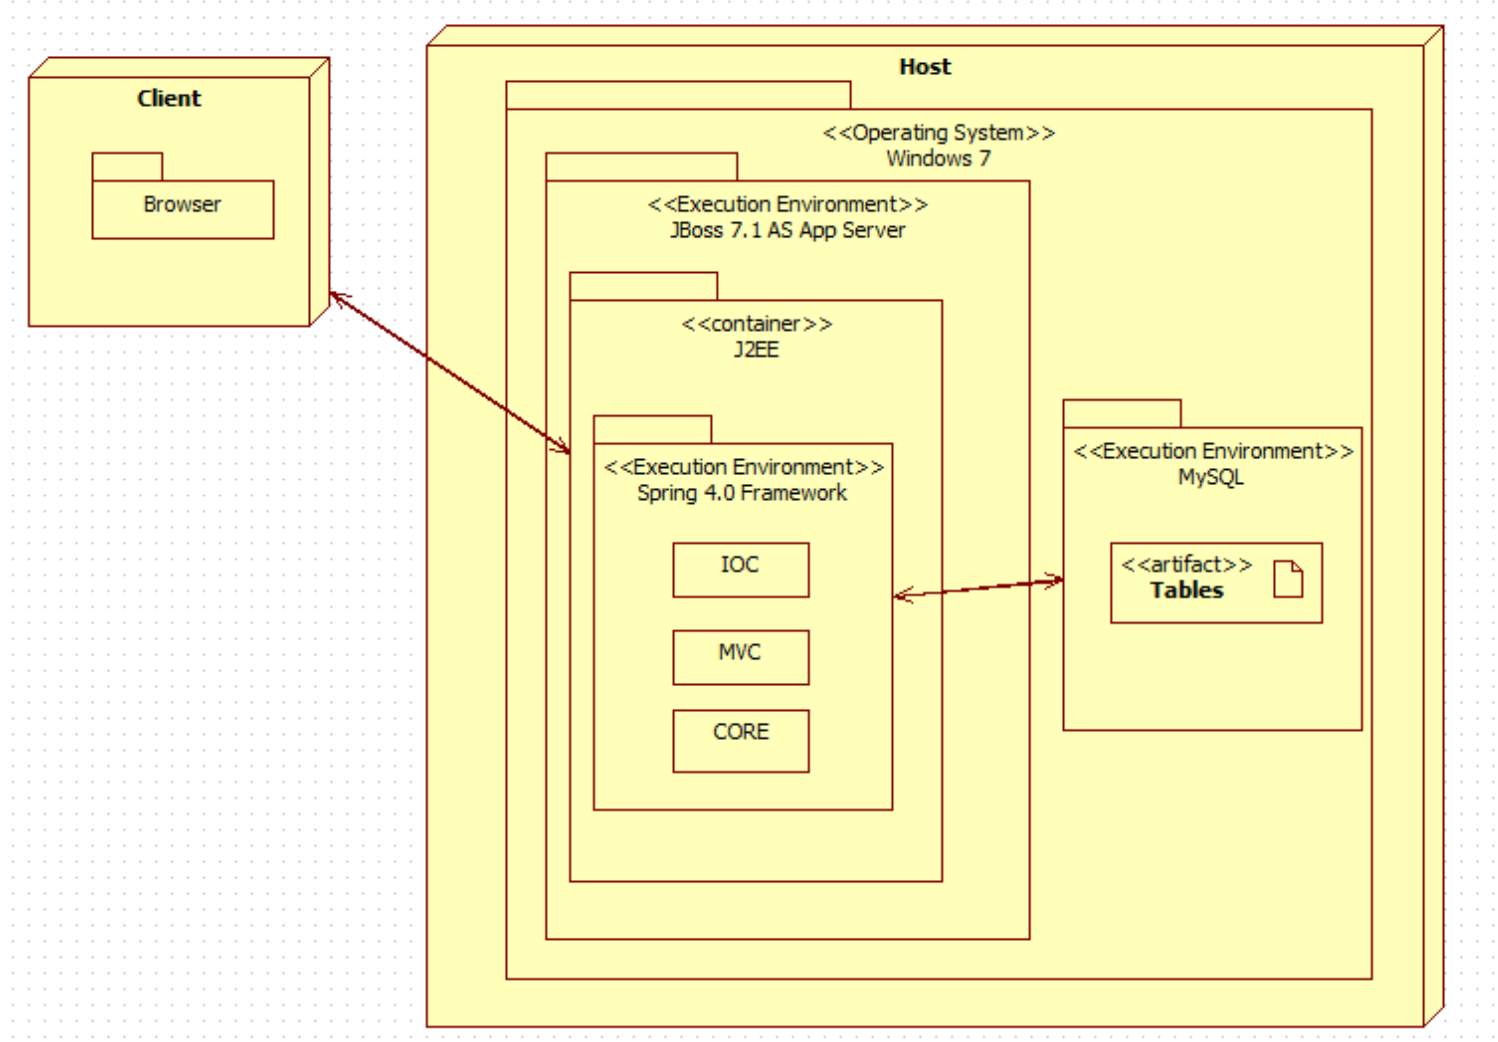 Client
Browser
Host
<<Operating System>>
Windows 7
<<Execution Environment>>
JBoss 7.1 AS App Server
<<container>>
J2EE
<<Execution Environment>>
Spring 4.0 Framework
IOC
MVC
CORE
<<Execution Environment>>
MySQL
<<artifact>>
Tables